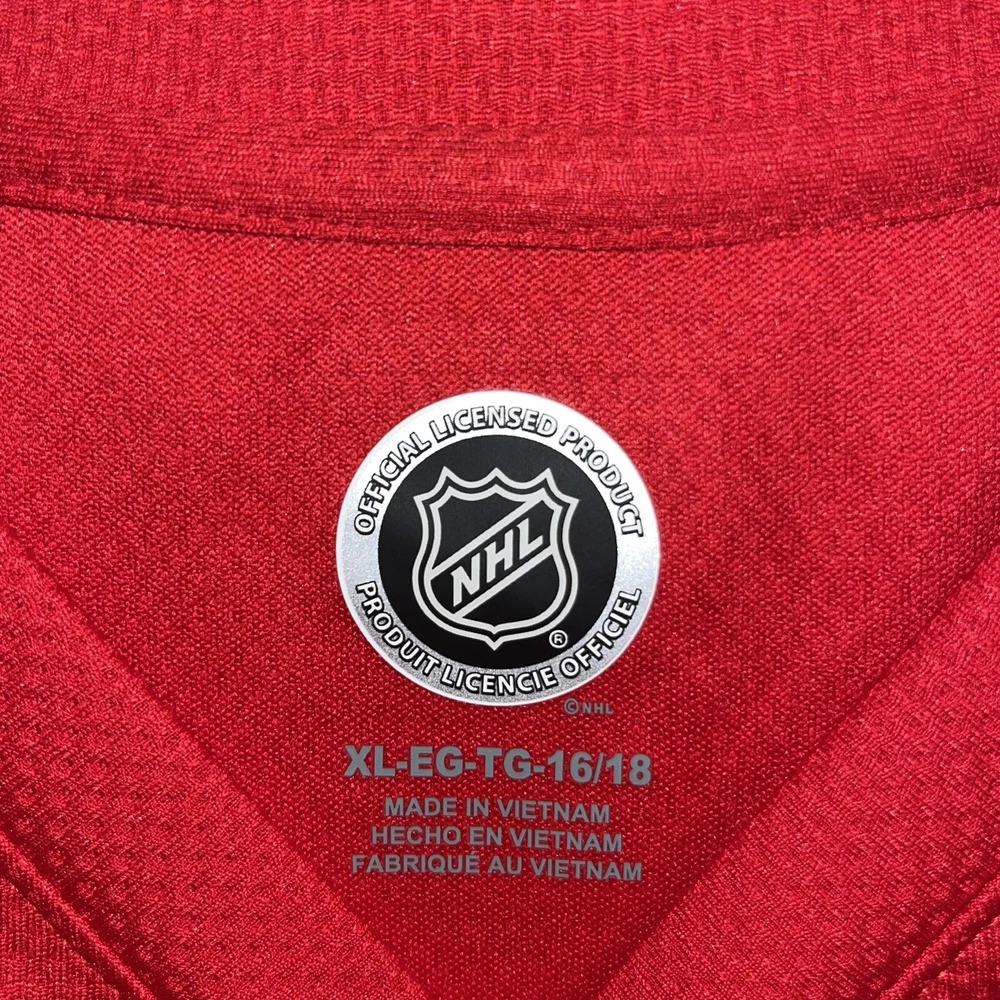 OFFICIAL LICENSED PRODUCT
NHL
®
PRODUIT LICENCIE OFFICIEL
© NHL
XL-EG-TG-16/18
MADE IN VIETNAM
HECHO EN VIETNAM
FABRIQUÉ AU VIETNAM